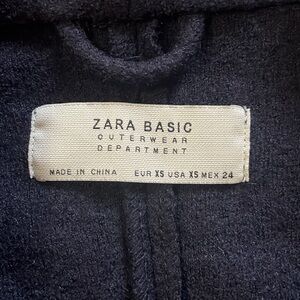 ZARA BASIC
OUTERWEAR
DEPARTMENT
MADE IN CHINA EUR XS USA XS MEX 24